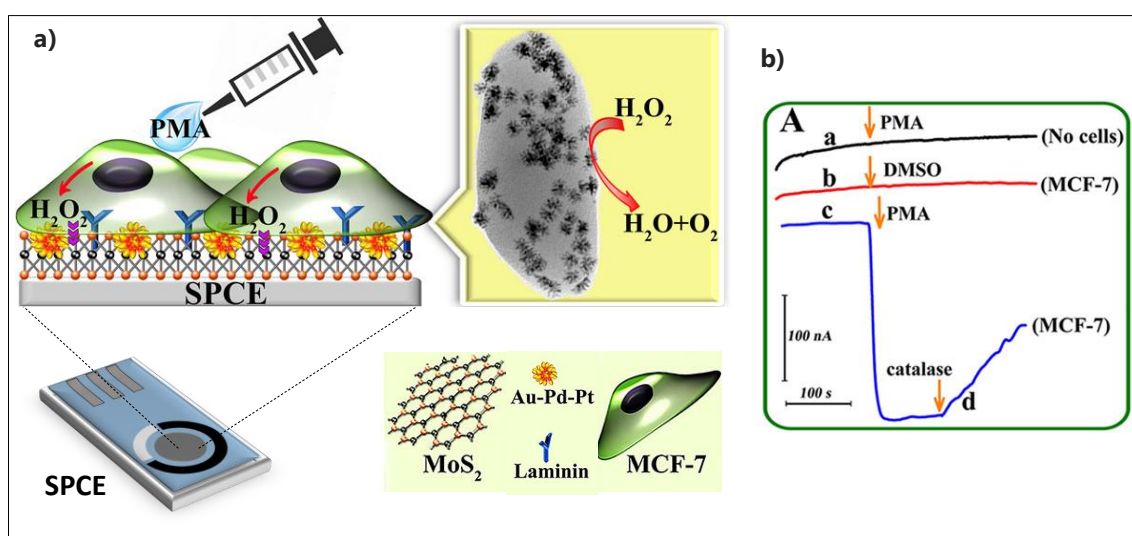 a)
PMA
H₂O₂
H₂O₂
SPCE
H₂O₂
H₂O+O₂
SPCE
MoS₂
Au-Pd-Pt
Laminin
MCF-7
b)
A
PMA
a
(No cells)
DMSO
b
(MCF-7)
c
PMA
100 nA
(MCF-7)
catalase
100 s
d